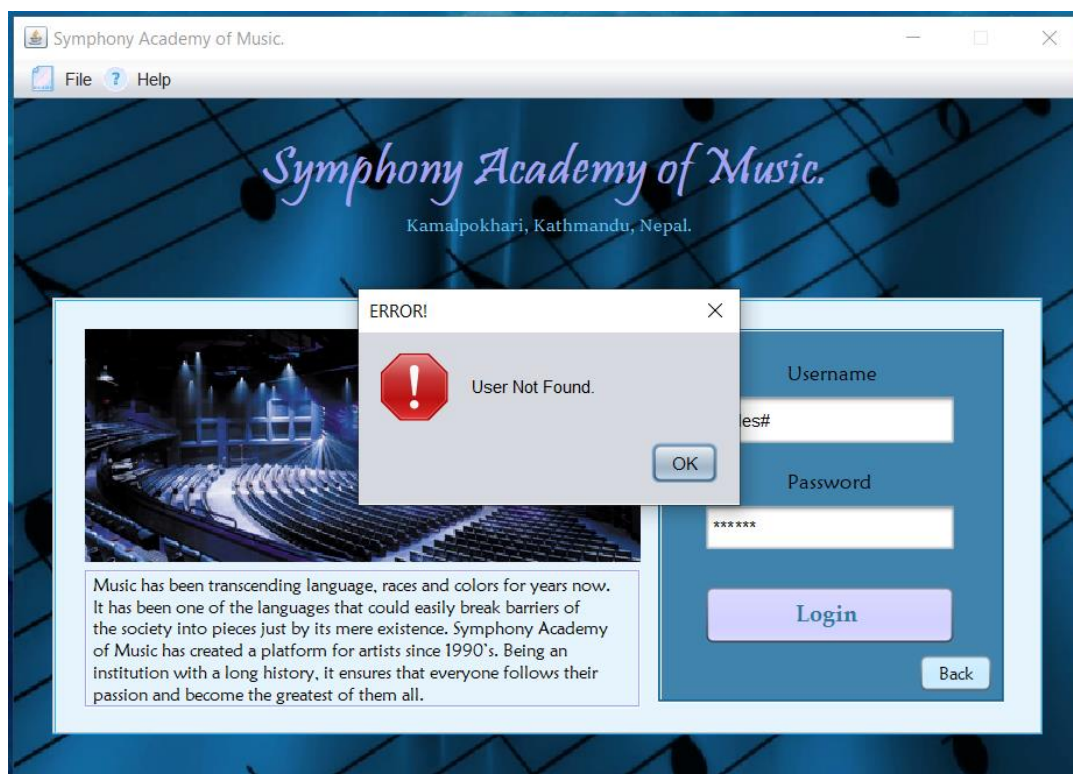 Symphony Academy of Music.
File ? Help
Symphony Academy of Music.
Kamalpokhari, Kathmandu, Nepal.
ERROR!
User Not Found.
OK
Username
les#
Password
******
Login
Back
Music has been transcending language, races and colors for years now.
It has been one of the languages that could easily break barriers of
the society into pieces just by its mere existence. Symphony Academy
of Music has created a platform for artists since 1990's. Being an
institution with a long history, it ensures that everyone follows their
passion and become the greatest of them all.